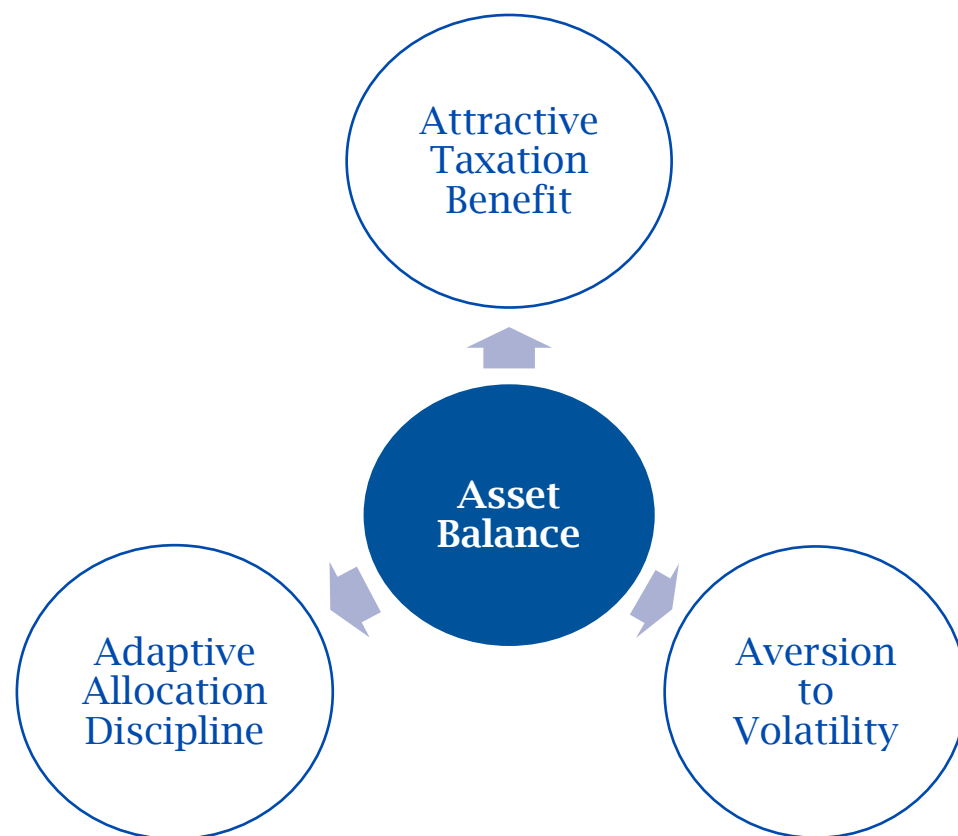 Attractive
Taxation
Benefit
Asset
Balance
Adaptive
Allocation
Discipline
Aversion
to
Volatility